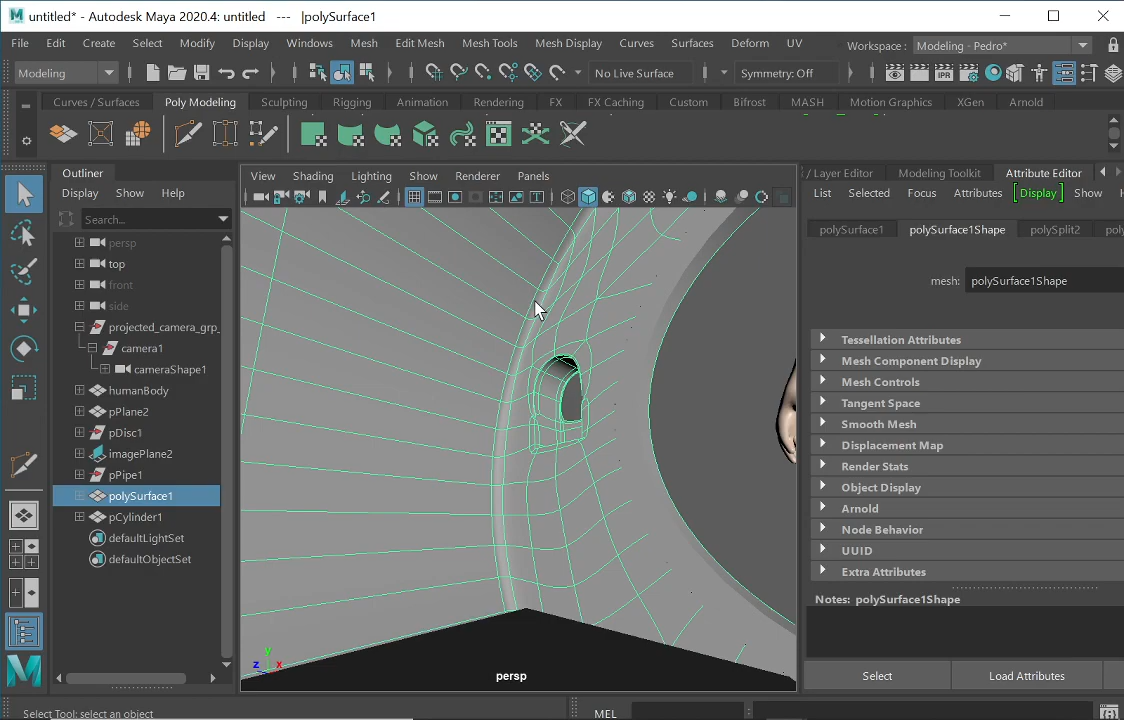 untitled* - Autodesk Maya 2020.4: untitled --- |polySurface1
File Edit Create Select Modify Display Windows Mesh Edit Mesh Mesh Tools Mesh Display Curves Surfaces Deform UV Workspace : Modeling - Pedro*
Modeling No Live Surface Symmetry: Off IPR
Curves / Surfaces Poly Modeling Sculpting Rigging Animation Rendering FX FX Caching Custom Bifrost MASH Motion Graphics XGen Arnold
Outliner
Display Show Help
Search...
persp
top
front
side
projected_camera_grp_
camera1
cameraShape1
humanBody
pPlane2
pDisc1
imagePlane2
pPipe1
polySurface1
pCylinder1
defaultLightSet
defaultObjectSet
View Shading Lighting Show Renderer Panels
y
z x
persp
/ Layer Editor Modeling Toolkit Attribute Editor
List Selected Focus Attributes Display Show
polySurface1 polySurface1Shape polySplit2 poly
mesh: polySurface1Shape
Tessellation Attributes
Mesh Component Display
Mesh Controls
Tangent Space
Smooth Mesh
Displacement Map
Render Stats
Object Display
Arnold
Node Behavior
UUID
Extra Attributes
Notes: polySurface1Shape
Select Load Attributes
Select Tool: select an object MEL